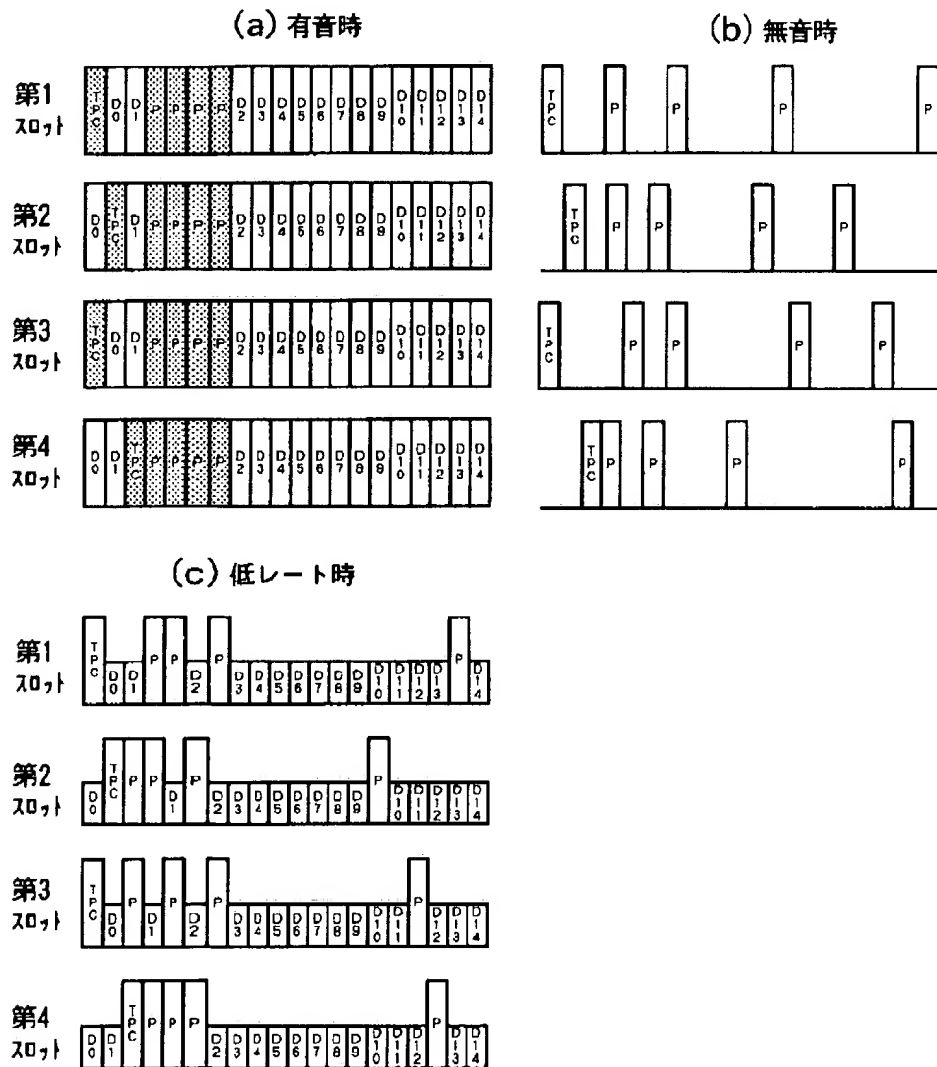 (a) 有音時
第1
スロット
TPC D0 D1 P P P P D2 D3 D4 D5 D6 D7 D8 D9 D10 D11 D12 D13 D14
第2
スロット
D0 TPC D1 P P P P D2 D3 D4 D5 D6 D7 D8 D9 D10 D11 D12 D13 D14
第3
スロット
TPC D0 D1 P P P P D2 D3 D4 D5 D6 D7 D8 D9 D10 D11 D12 D13 D14
第4
スロット
D0 D1 TPC P P P P D2 D3 D4 D5 D6 D7 D8 D9 D10 D11 D12 D13 D14
(b) 無音時
TPC P P P P
TPC P P P P
TPC P P P P
TPC P P P P
(c) 低レート時
第1
スロット
TPC D0 D1 P P D2 P D3 D4 D5 D6 D7 D8 D9 D10 D11 D12 D13 P D14
第2
スロット
D0 TPC P P D1 P D2 D3 D4 D5 D6 D7 D8 D9 P D10 D11 D12 D13 D14
第3
スロット
TPC D0 P D1 P D2 P D3 D4 D5 D6 D7 D8 D9 D10 D11 P D12 D13 D14
第4
スロット
D0 D1 TPC P P P D2 D3 D4 D5 D6 D7 D8 D9 D10 D11 D12 P D13 D14